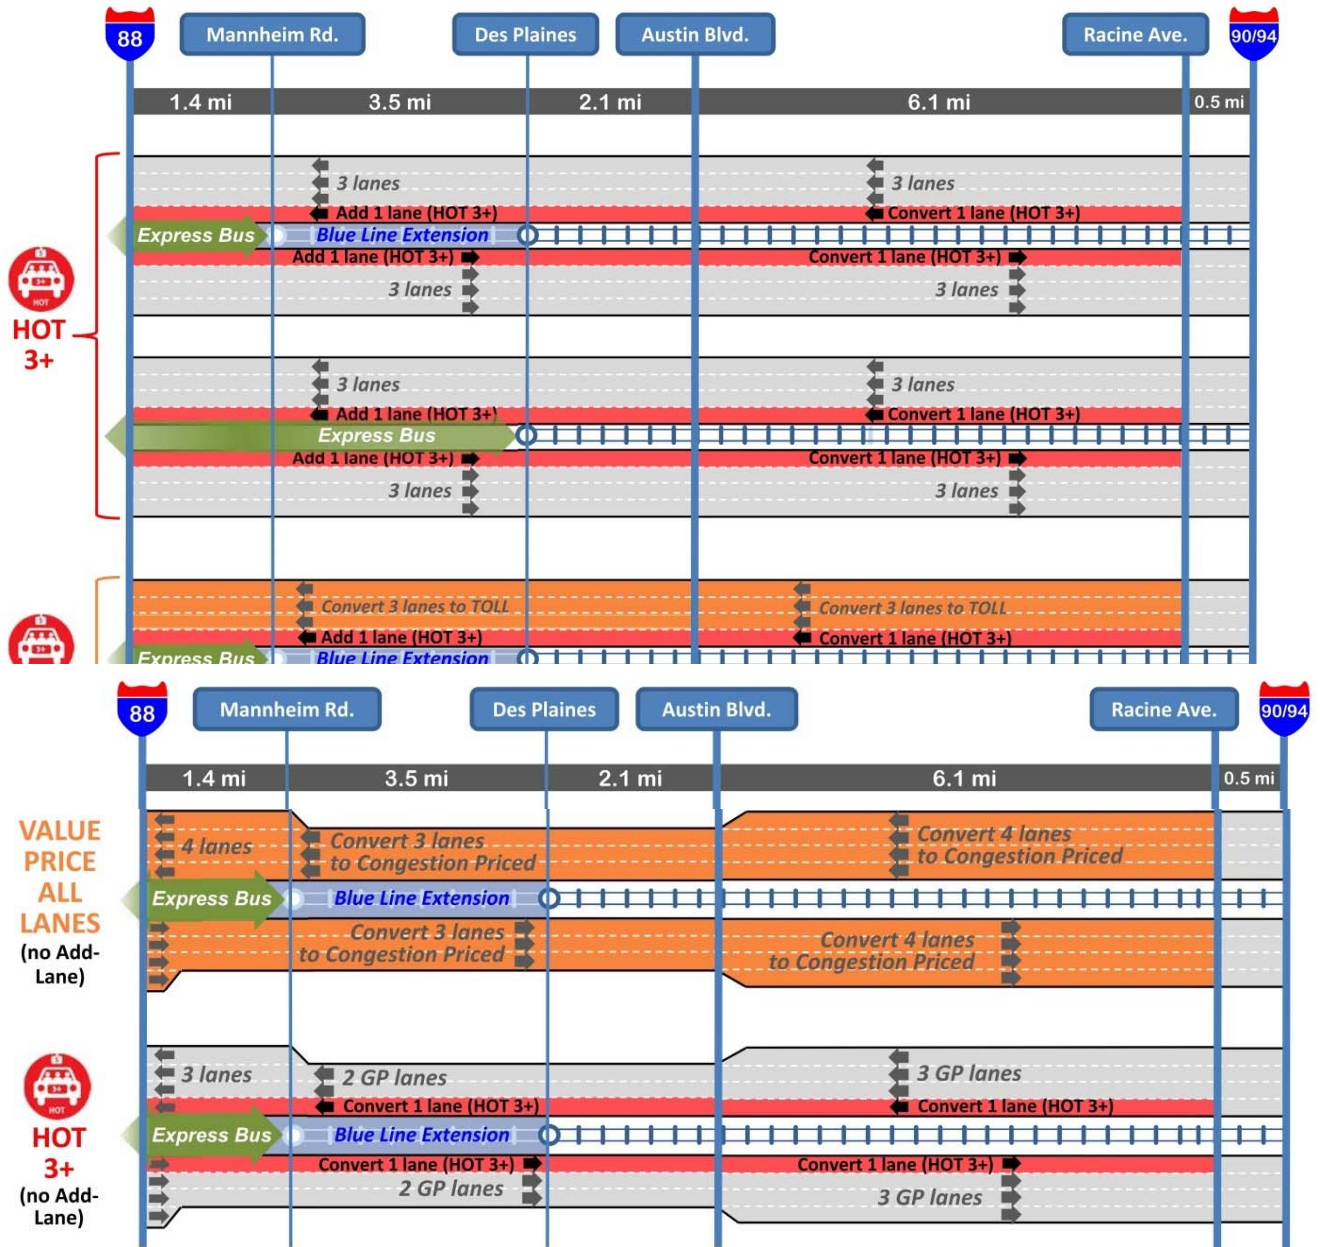 88
Mannheim Rd.
Des Plaines
Austin Blvd.
Racine Ave.
90/94
1.4 mi
3.5 mi
2.1 mi
6.1 mi
0.5 mi
3 lanes
3 lanes
Add 1 lane (HOT 3+)
Convert 1 lane (HOT 3+)
Express Bus
Blue Line Extension
Add 1 lane (HOT 3+)
Convert 1 lane (HOT 3+)
3 lanes
3 lanes
3+
HOT
HOT
3+
3 lanes
3 lanes
Add 1 lane (HOT 3+)
Convert 1 lane (HOT 3+)
Express Bus
Add 1 lane (HOT 3+)
Convert 1 lane (HOT 3+)
3 lanes
3 lanes
Convert 3 lanes to TOLL
Convert 3 lanes to TOLL
Add 1 lane (HOT 3+)
Convert 1 lane (HOT 3+)
3+
Express Bus
Blue Line Extension
88
Mannheim Rd.
Des Plaines
Austin Blvd.
Racine Ave.
90/94
1.4 mi
3.5 mi
2.1 mi
6.1 mi
0.5 mi
VALUE
PRICE
ALL
LANES
(no Add-
Lane)
4 lanes
Convert 3 lanes
to Congestion Priced
Convert 4 lanes
to Congestion Priced
Express Bus
Blue Line Extension
Convert 3 lanes
to Congestion Priced
Convert 4 lanes
to Congestion Priced
3+
HOT
HOT
3+
(no Add-
Lane)
3 lanes
2 GP lanes
3 GP lanes
Convert 1 lane (HOT 3+)
Convert 1 lane (HOT 3+)
Express Bus
Blue Line Extension
Convert 1 lane (HOT 3+)
Convert 1 lane (HOT 3+)
2 GP lanes
3 GP lanes